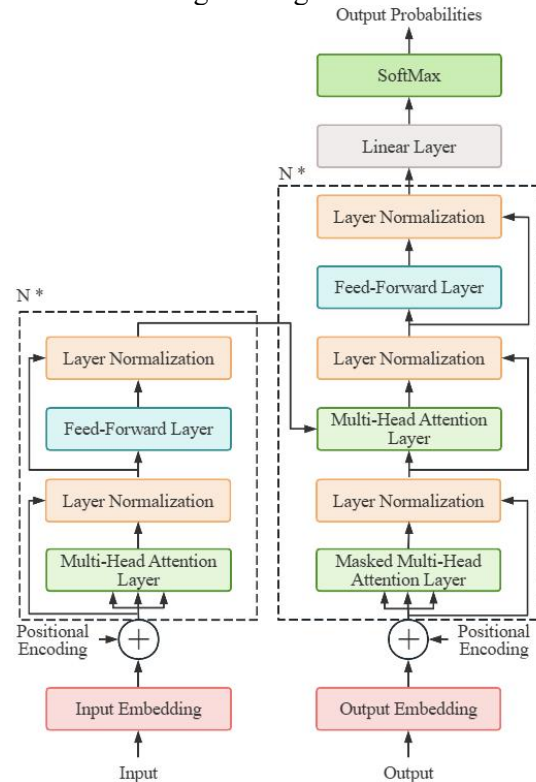 Output Probabilities
SoftMax
Linear Layer
N *
Layer Normalization
Feed-Forward Layer
Layer Normalization
Multi-Head Attention
Layer
Layer Normalization
Masked Multi-Head
Attention Layer
Positional
Encoding
Output Embedding
Output
N *
Layer Normalization
Feed-Forward Layer
Layer Normalization
Multi-Head Attention
Layer
Positional
Encoding
Input Embedding
Input